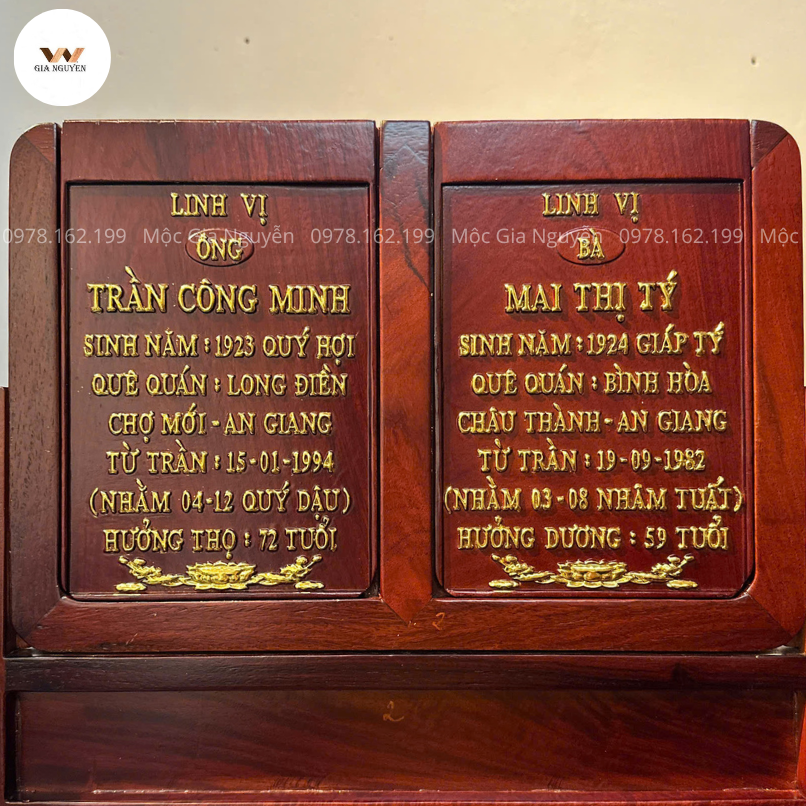 GIA NGUYEN
LINH VỊ
ÔNG
TRẦN CÔNG MINH
SINH NĂM : 1923 QUÝ HỢI
QUÊ QUÁN : LONG ĐIỀN
CHỢ MỚI - AN GIANG
TỪ TRẦN : 15-01-1994
(NHẰM 04-12 QUÝ DẬU)
HƯỞNG THỌ : 72 TUỔI
LINH VỊ
BÀ
MAI THỊ TÝ
SINH NĂM : 1924 GIÁP TÝ
QUÊ QUÁN : BÌNH HÒA
CHÂU THÀNH - AN GIANG
TỪ TRẦN : 19-09-1982
(NHẰM 03-08 NHÂM TUẤT)
HƯỞNG DƯƠNG : 59 TUỔI
0978.162.199 Mộc Gia Nguyễn 0978.162.199 Mộc Gia Nguyễn 0978.162.199 Mộc
2
2